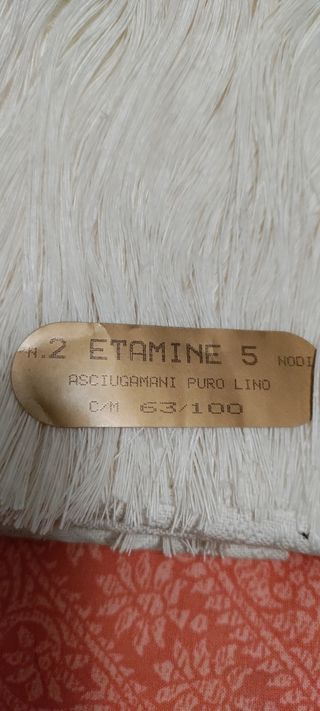 N.2 ETAMINE 5 NODI
ASCIUGAMANI PURO LINO
C/M 63/100